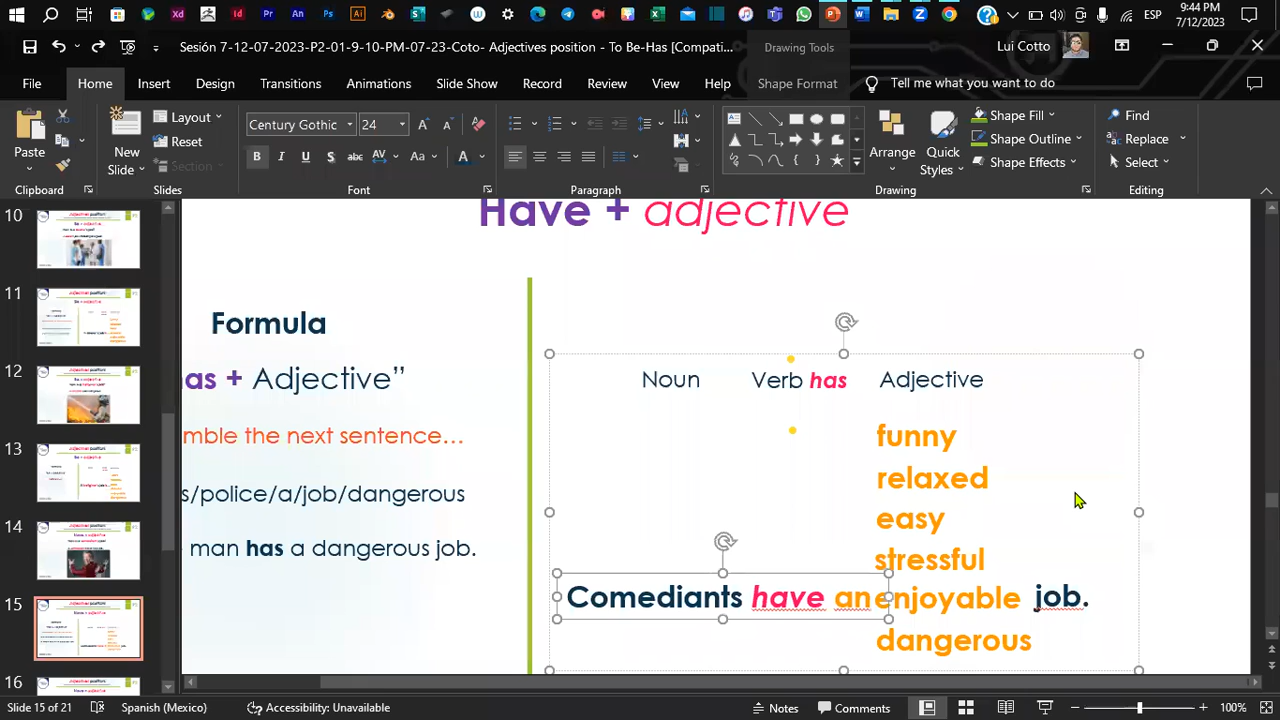 9:44 PM
ESP
7/12/2023
Sesión 7-12-07-2023-P2-01-9-10-PM-07-23-Coto- Adjectives position - To Be-Has [Compati...
Drawing Tools
Lui Cotto
File
Home
Insert
Design
Transitions
Animations
Slide Show
Record
Review
View
Help
Shape Format
Tell me what you want to do
Paste
Clipboard
New Slide
Layout
Reset
Section
Slides
Century Gothic
24
Font
Paragraph
Arrange
Quick Styles
Shape Fill
Shape Outline
Shape Effects
Drawing
Find
Replace
Select
Editing
10
11
12
13
14
16
Have + adjective
Formula
as + Adjective”
mble the next sentence...
s/police/a/job/dangerous
man has a dangerous job.
Noun Verb has Adjective
funny
relaxed
easy
stressful
Comediants have an enjoyable job.
dangerous
Slide 15 of 21
Spanish (Mexico)
Accessibility: Unavailable
Notes
Comments
100%